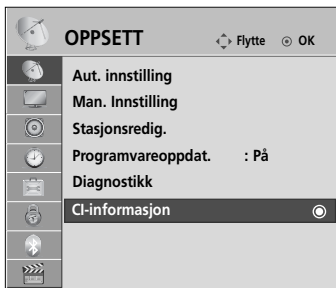 OPPSETT Flytte OK
Aut. innstilling
Man. Innstilling
Stasjonsredig.
Programvareoppdat. : På
Diagnostikk
CI-informasjon